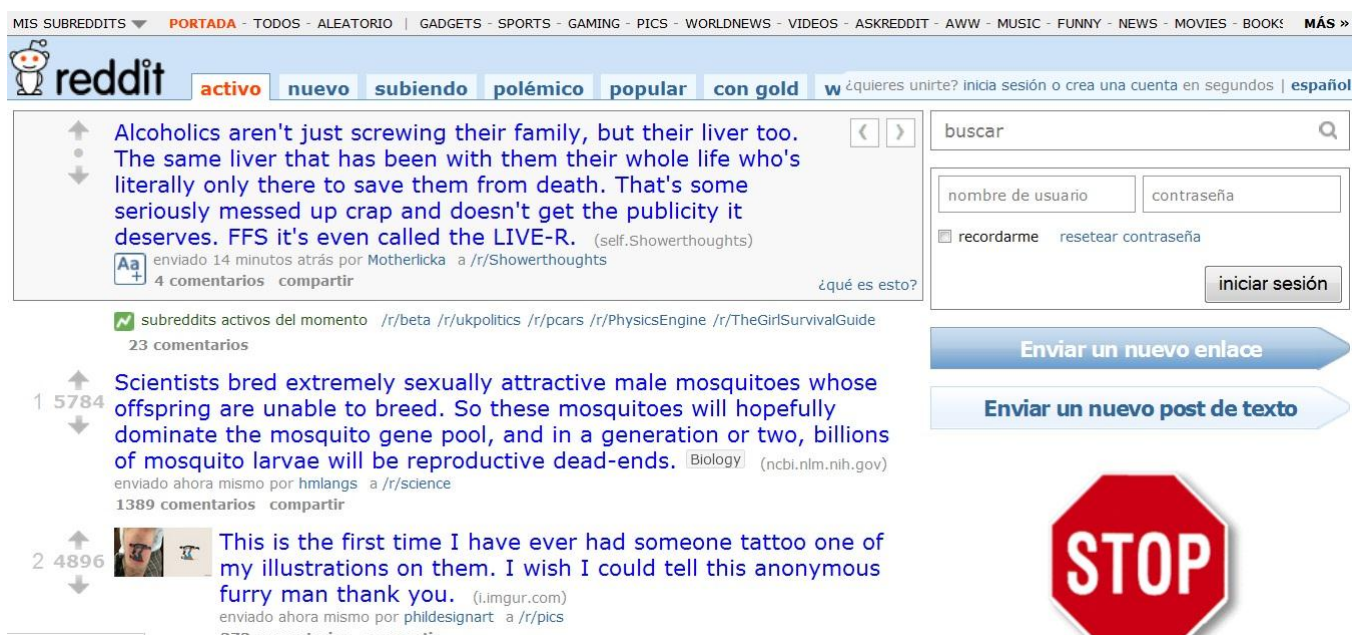 MIS SUBREDDITS PORTADA - TODOS - ALEATORIO | GADGETS - SPORTS - GAMING - PICS - WORLDNEWS - VIDEOS - ASKREDDIT - AWW - MUSIC - FUNNY - NEWS - MOVIES - BOOKS MÁS »
reddit activo nuevo subiendo polémico popular con gold w ¿quieres unirte? inicia sesión o crea una cuenta en segundos | español
Alcoholics aren't just screwing their family, but their liver too.
The same liver that has been with them their whole life who's
literally only there to save them from death. That's some
seriously messed up crap and doesn't get the publicity it
deserves. FFS it's even called the LIVE-R. (self.Showerthoughts)
Aa+ enviado 14 minutos atrás por Motherlicka a /r/Showerthoughts
4 comentarios compartir
¿qué es esto?
subreddits activos del momento /r/beta /r/ukpolitics /r/pcars /r/PhysicsEngine /r/TheGirlSurvivalGuide
23 comentarios
1 5784
Scientists bred extremely sexually attractive male mosquitoes whose
offspring are unable to breed. So these mosquitoes will hopefully
dominate the mosquito gene pool, and in a generation or two, billions
of mosquito larvae will be reproductive dead-ends. Biology (ncbi.nlm.nih.gov)
enviado ahora mismo por hmlangs a /r/science
1389 comentarios compartir
2 4896
This is the first time I have ever had someone tattoo one of
my illustrations on them. I wish I could tell this anonymous
furry man thank you. (i.imgur.com)
enviado ahora mismo por phildesignart a /r/pics
buscar
nombre de usuario contraseña
recordarme resetear contraseña
iniciar sesión
Enviar un nuevo enlace
Enviar un nuevo post de texto
STOP